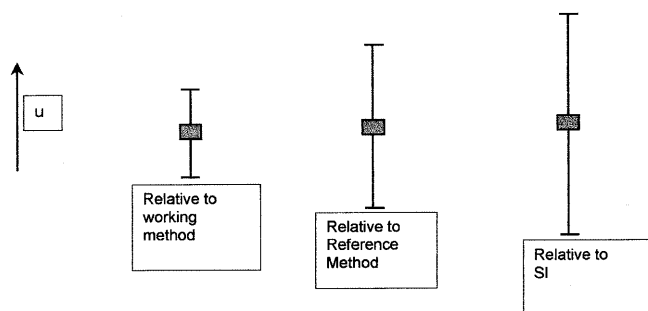 u
Relative to
working
method
Relative to
Reference
Method
Relative to
SI